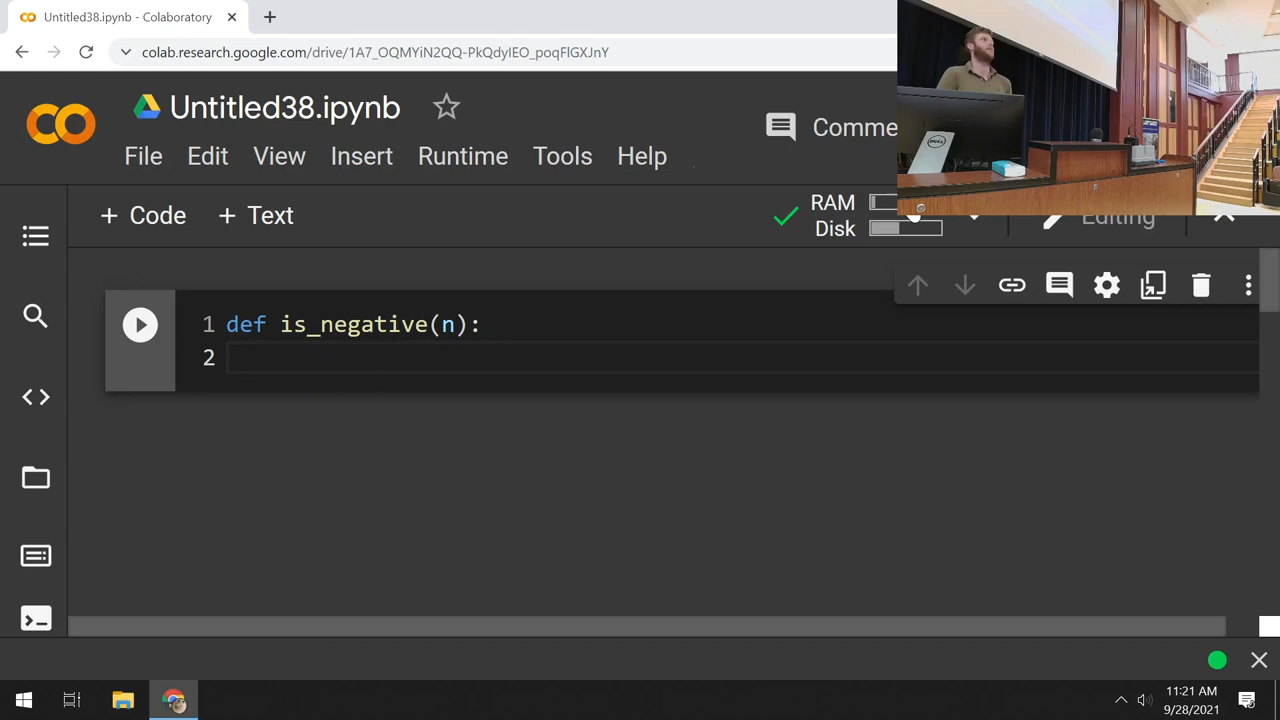 Untitled38.ipynb - Colaboratory
colab.research.google.com/drive/1A7_OQMYiN2QQ-PkQdyIEO_poqFlGXJnY
Untitled38.ipynb
Comme
File Edit View Insert Runtime Tools Help
+ Code + Text
RAM
Disk
Editing
1 def is_negative(n):
2
DELL
11:21 AM
9/28/2021